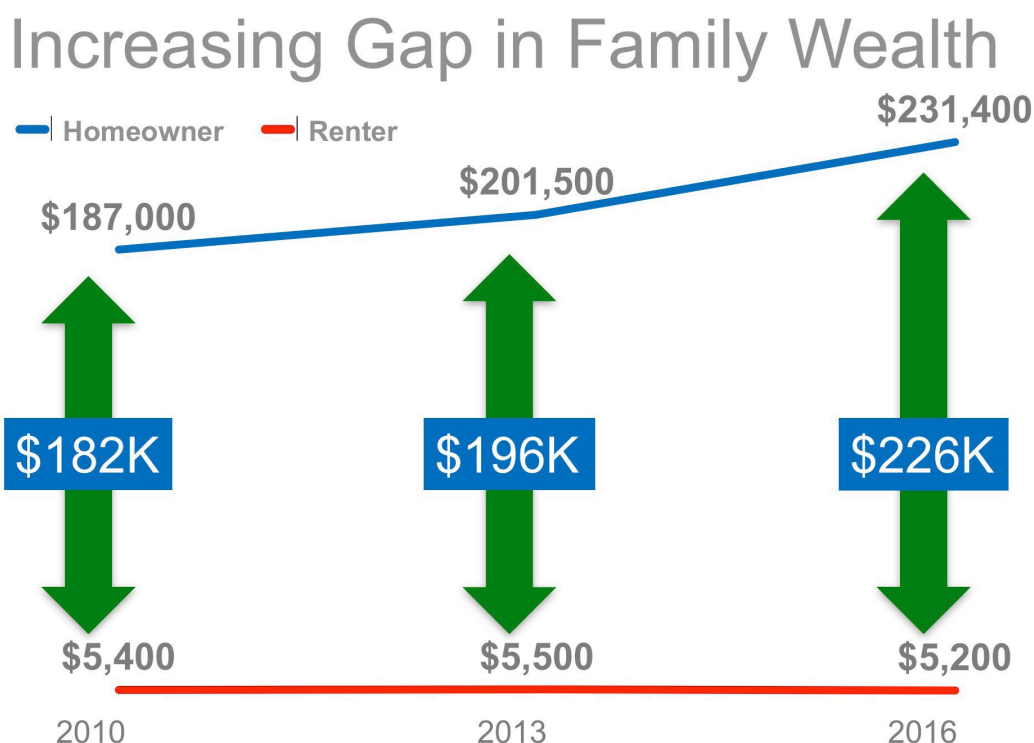 Increasing Gap in Family Wealth
Homeowner Renter
$231,400
$201,500
$187,000
$182K $196K $226K
$5,400 $5,500 $5,200
2010 2013 2016